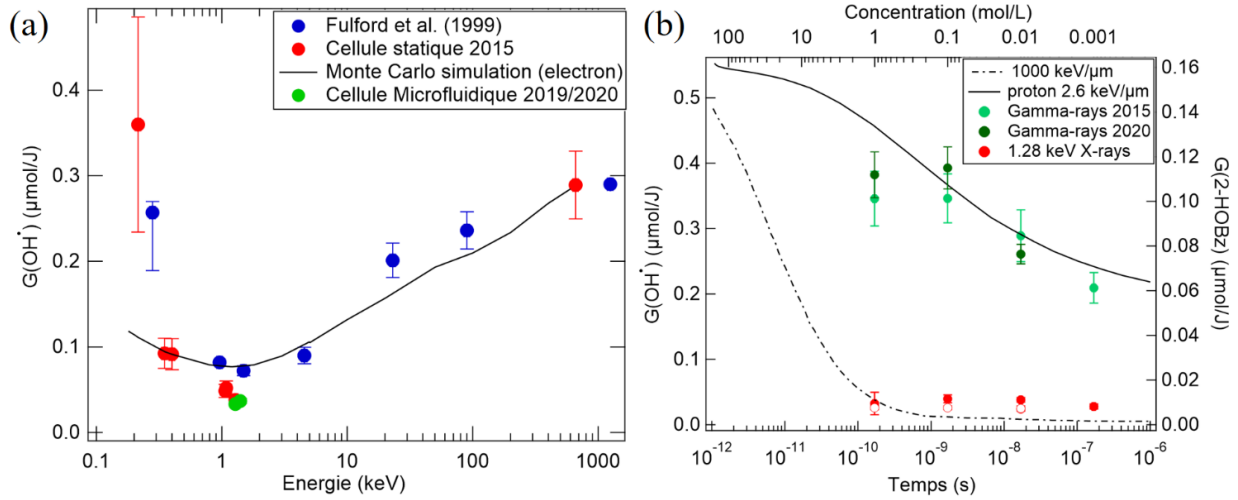 (a)
Fulford et al. (1999)
Cellule statique 2015
Monte Carlo simulation (electron)
Cellule Microfluidique 2019/2020
G(OH•) (µmol/J)
0.4
0.3
0.2
0.1
0.0
0.1
1
10
100
1000
Energie (keV)
(b)
Concentration (mol/L)
100
10
1
0.1
0.01
0.001
1000 keV/µm
proton 2.6 keV/µm
Gamma-rays 2015
Gamma-rays 2020
1.28 keV X-rays
G(OH•) (µmol/J)
0.5
0.4
0.3
0.2
0.1
0.0
0.16
0.14
0.12
0.10
0.08
0.06
0.04
0.02
0.00
G(2-HOBz) (µmol/J)
10⁻¹²
10⁻¹¹
10⁻¹⁰
10⁻⁹
10⁻⁸
10⁻⁷
10⁻⁶
Temps (s)